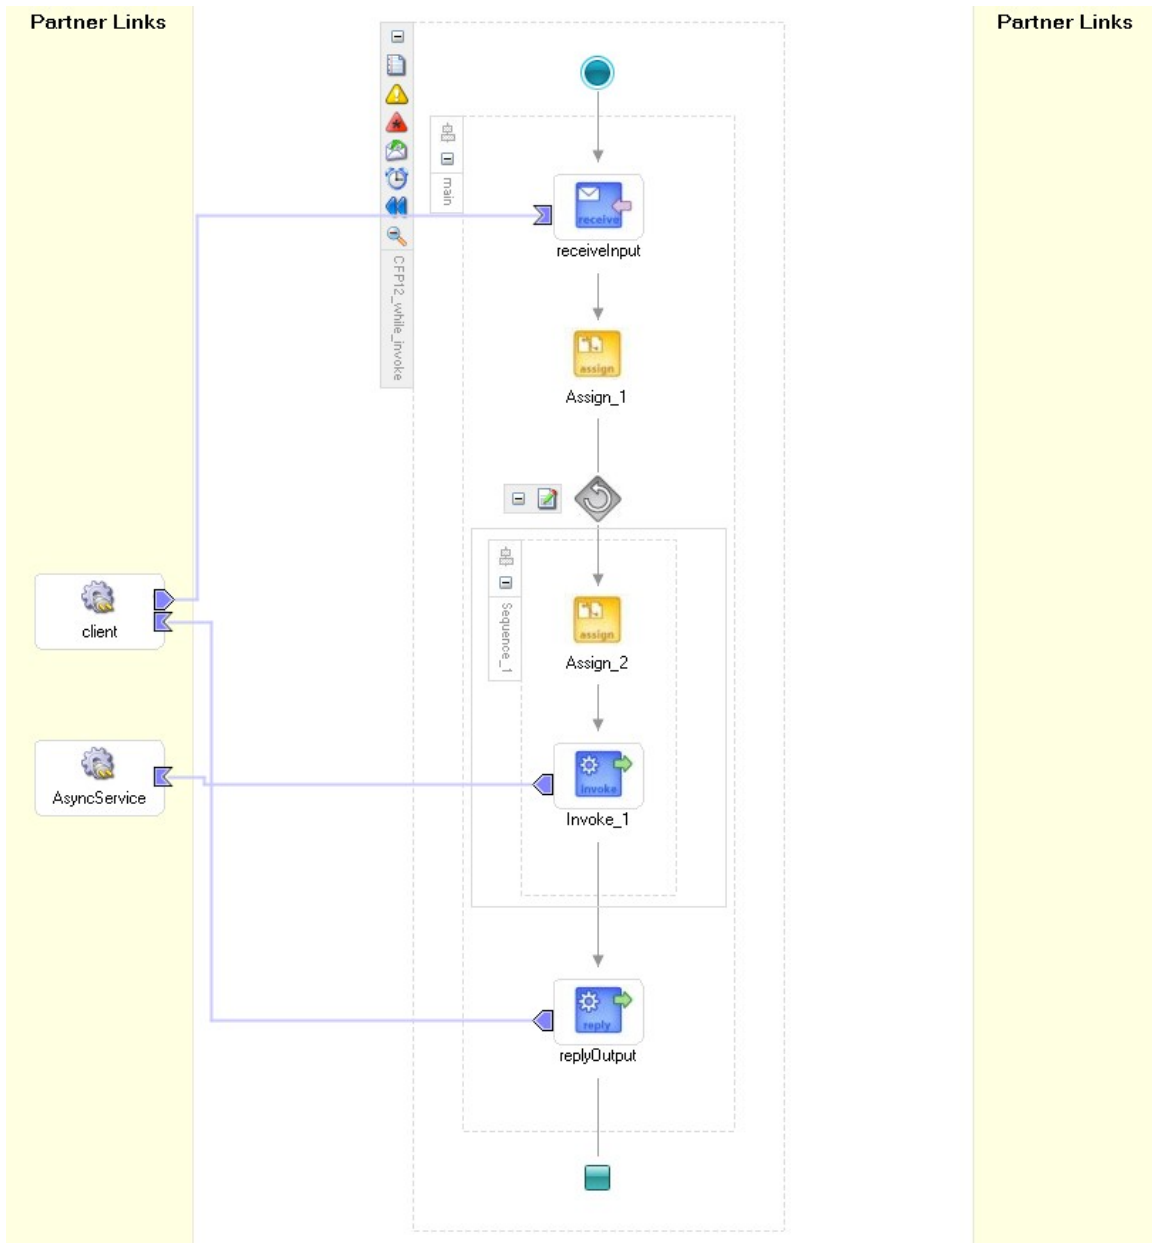 Partner Links
Partner Links
main
receive
receiveInput
CFP12_while_invoke
assign
Assign_1
client
Sequence_1
assign
Assign_2
AsyncService
invoke
Invoke_1
reply
replyOutput